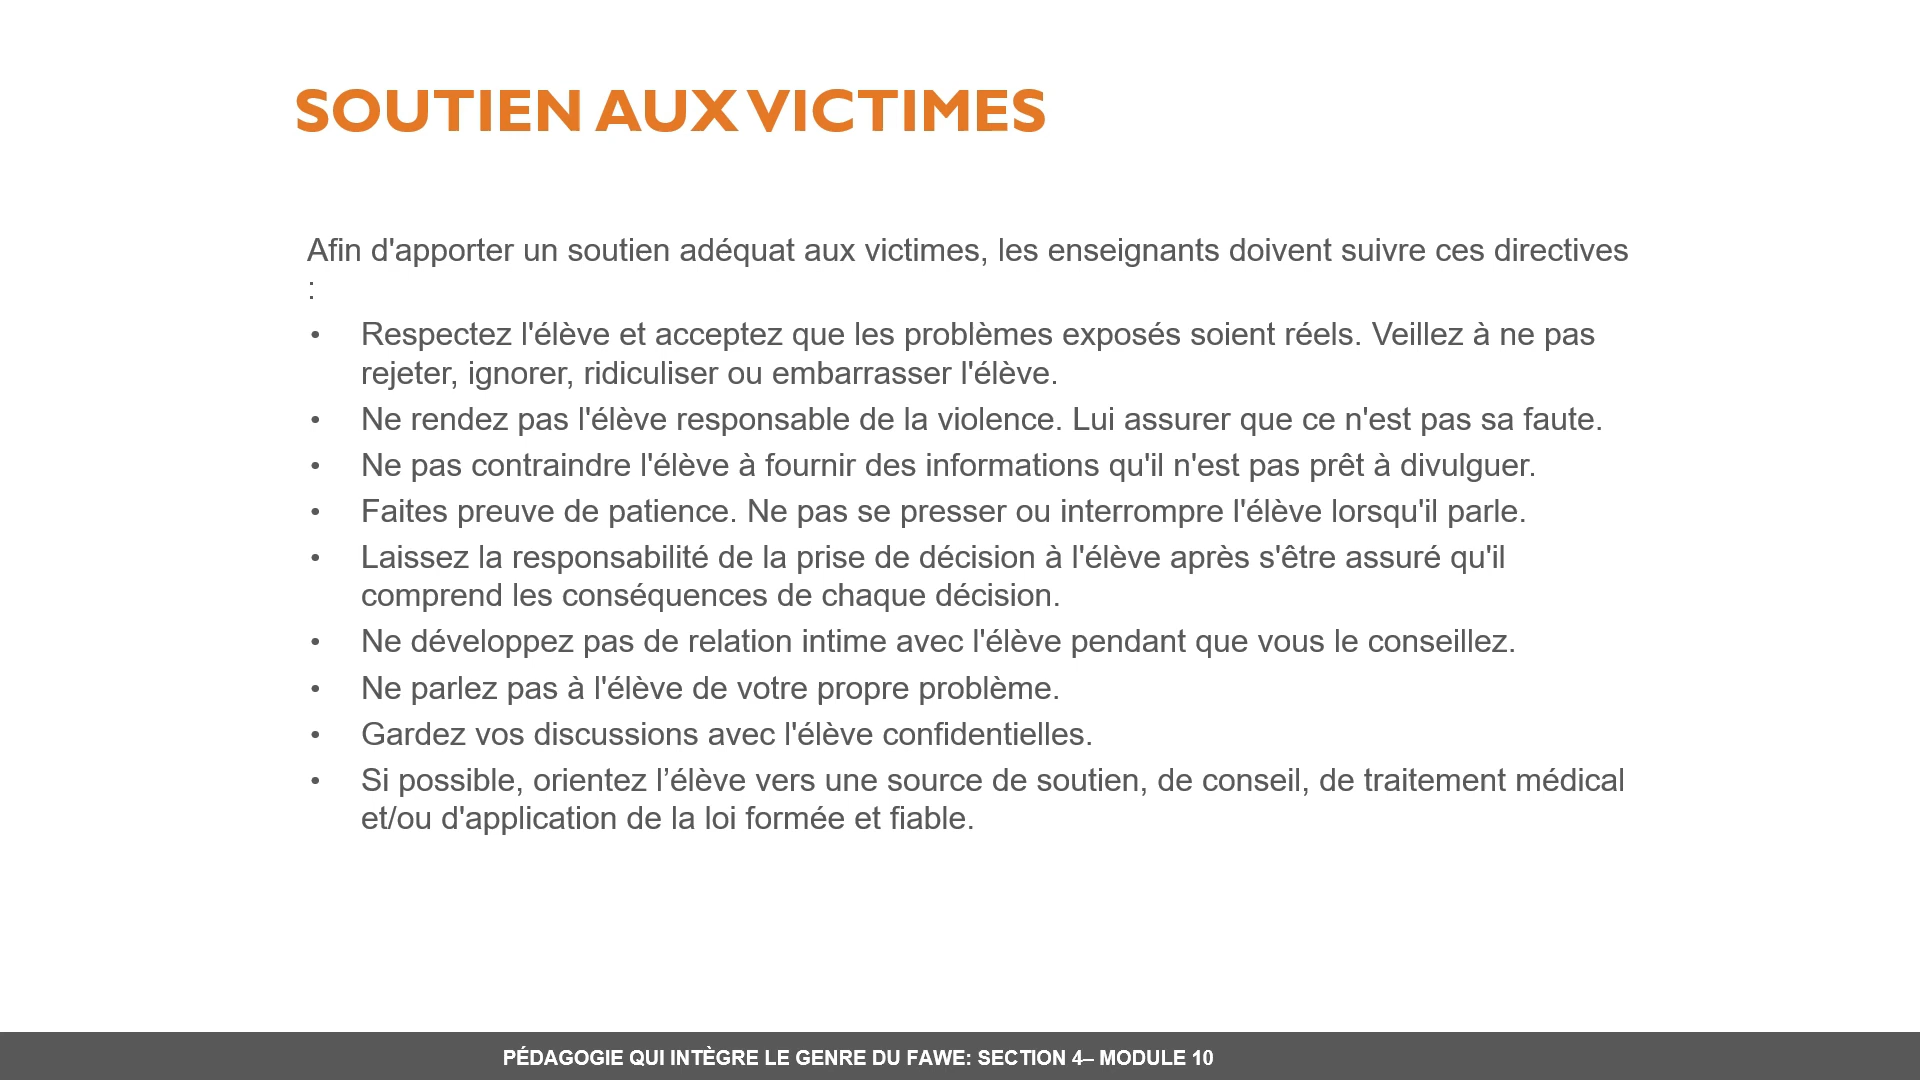 SOUTIEN AUX VICTIMES
Afin d'apporter un soutien adéquat aux victimes, les enseignants doivent suivre ces directives
:
• Respectez l'élève et acceptez que les problèmes exposés soient réels. Veillez à ne pas
rejeter, ignorer, ridiculiser ou embarrasser l'élève.
• Ne rendez pas l'élève responsable de la violence. Lui assurer que ce n'est pas sa faute.
• Ne pas contraindre l'élève à fournir des informations qu'il n'est pas prêt à divulguer.
• Faites preuve de patience. Ne pas se presser ou interrompre l'élève lorsqu'il parle.
• Laissez la responsabilité de la prise de décision à l'élève après s'être assuré qu'il
comprend les conséquences de chaque décision.
• Ne développez pas de relation intime avec l'élève pendant que vous le conseillez.
• Ne parlez pas à l'élève de votre propre problème.
• Gardez vos discussions avec l'élève confidentielles.
• Si possible, orientez l’élève vers une source de soutien, de conseil, de traitement médical
et/ou d'application de la loi formée et fiable.
PÉDAGOGIE QUI INTÈGRE LE GENRE DU FAWE: SECTION 4– MODULE 10